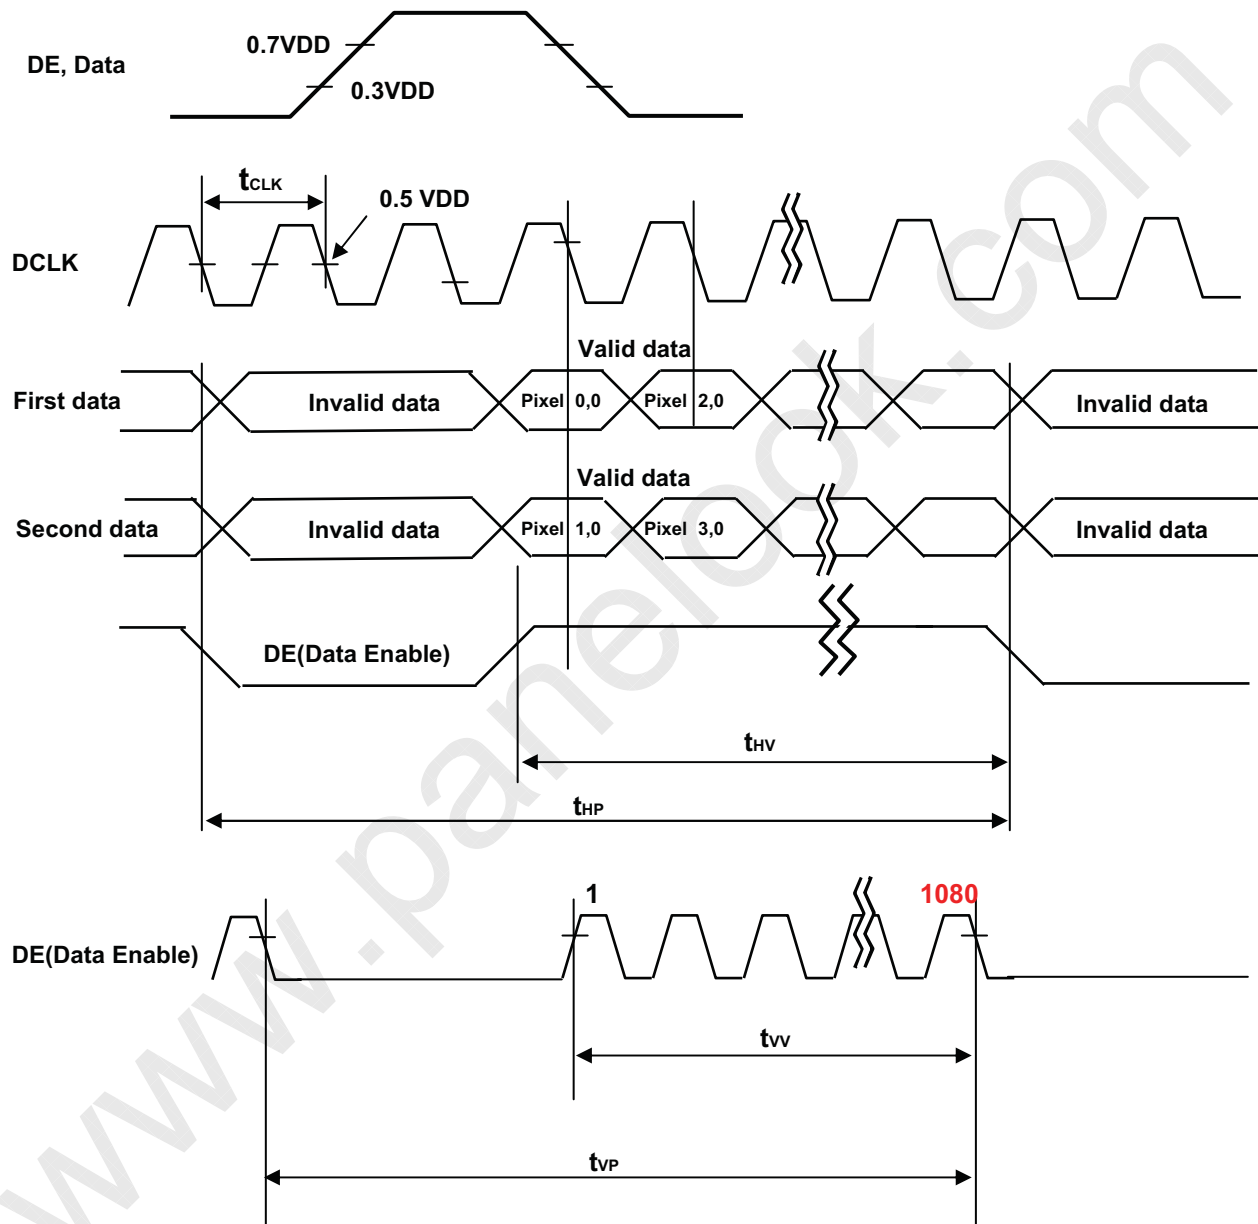 0.7VDD
DE, Data
0.3VDD
tCLK
0.5 VDD
DCLK
Valid data
First data
Invalid data
Pixel 0,0
Pixel 2,0
Invalid data
Valid data
Second data
Invalid data
Pixel 1,0
Pixel 3,0
Invalid data
DE(Data Enable)
tHV
tHP
1
1080
DE(Data Enable)
tVV
tVP
www.panelook.com